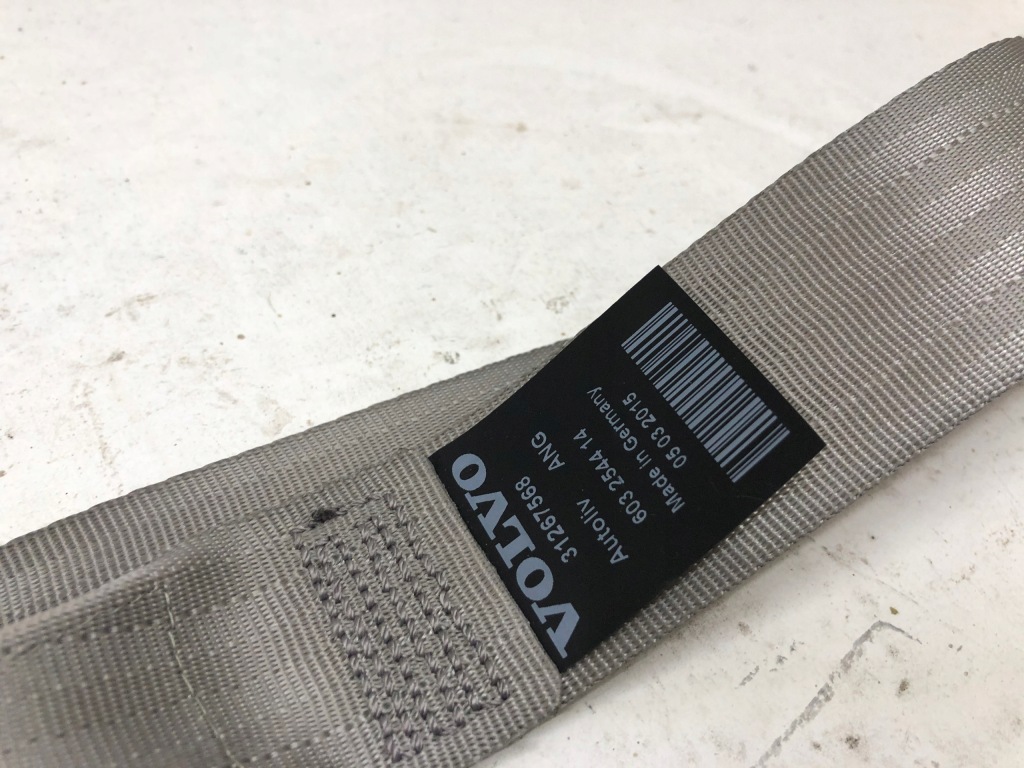 VOLVO
31267568
Autoliv ANG
603 2544 14
Made in Germany
05 03 2015